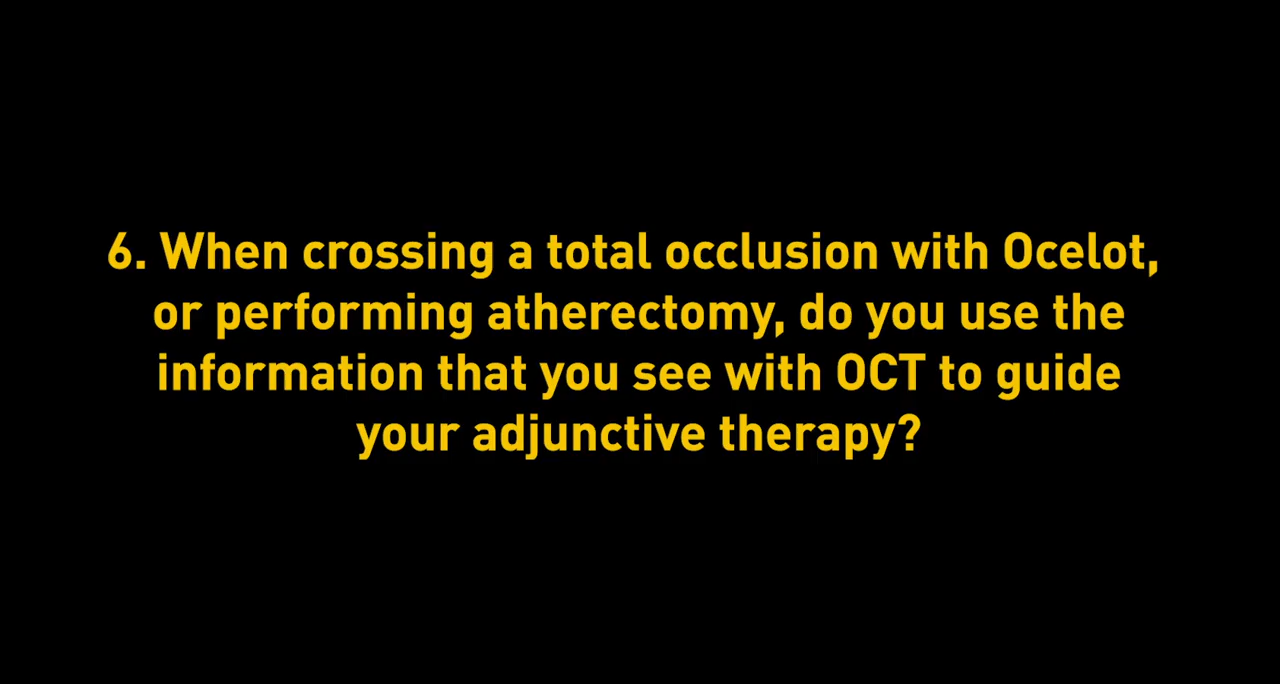 6. When crossing a total occlusion with Ocelot,
or performing atherectomy, do you use the
information that you see with OCT to guide
your adjunctive therapy?